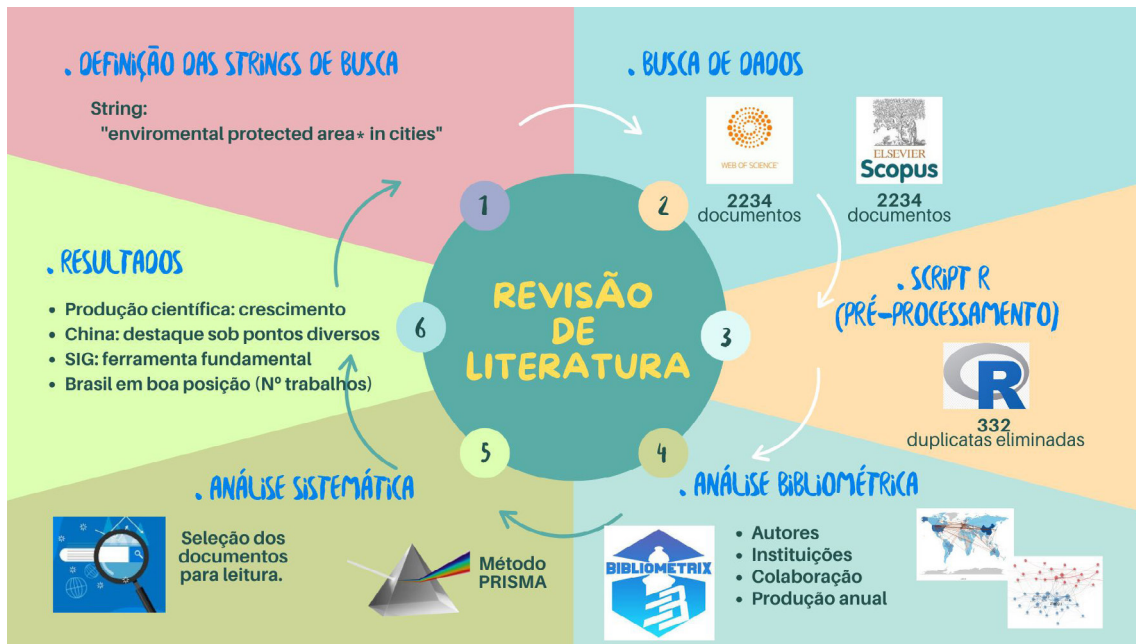 . DEFINIÇÃO DAS STRINGS DE BUSCA
String:
"enviromental protected area* in cities"
. BUSCA DE DADOS
WEB OF SCIENCE
2234
documentos
ELSEVIER
Scopus
2234
documentos
. SCRIPT R
(PRÉ-PROCESSAMENTO)
R
332
duplicatas eliminadas
. ANÁLISE BIBLIOMÉTRICA
BIBLIOMETRIX
• Autores
• Instituições
• Colaboração
• Produção anual
. ANÁLISE SISTEMÁTICA
Seleção dos
documentos
para leitura.
Método
PRISMA
. RESULTADOS
• Produção científica: crescimento
• China: destaque sob pontos diversos
• SIG: ferramenta fundamental
• Brasil em boa posição (Nº trabalhos)
REVISÃO
DE
LITERATURA
1
2
3
4
5
6